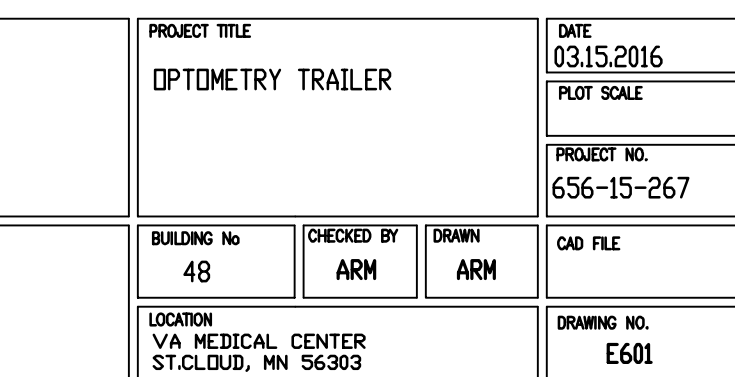 PROJECT TITLE
OPTOMETRY TRAILER
DATE
03.15.2016
PLOT SCALE
PROJECT NO.
656-15-267
BUILDING No
48
CHECKED BY
ARM
DRAWN
ARM
CAD FILE
LOCATION
VA MEDICAL CENTER
ST.CLOUD, MN 56303
DRAWING NO.
E601